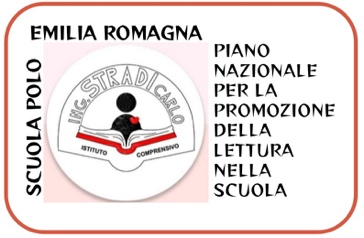 EMILIA ROMAGNA
SCUOLA POLO
ING. STRADI CARLO
ISTITUTO COMPRENSIVO
PIANO
NAZIONALE
PER LA
PROMOZIONE
DELLA
LETTURA
NELLA
SCUOLA